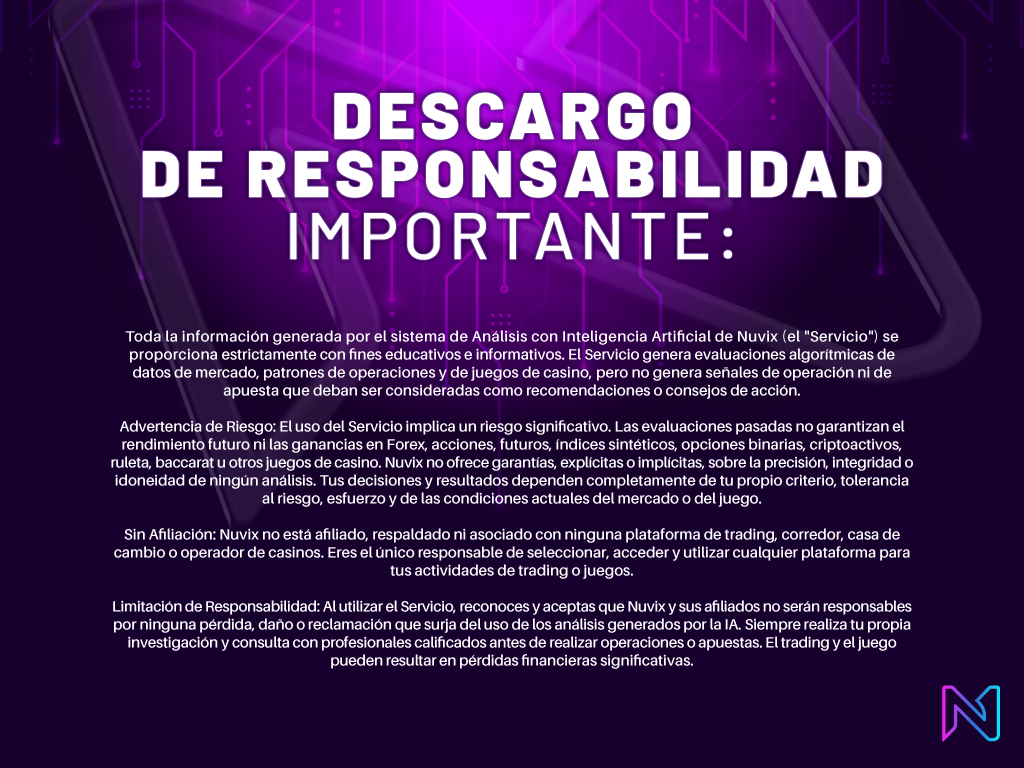 DESCARGO
DE RESPONSABILIDAD
IMPORTANTE:
Toda la información generada por el sistema de Análisis con Inteligencia Artificial de Nuvix (el "Servicio") se
proporciona estrictamente con fines educativos e informativos. El Servicio genera evaluaciones algorítmicas de
datos de mercado, patrones de operaciones y de juegos de casino, pero no genera señales de operación ni de
apuesta que deban ser consideradas como recomendaciones o consejos de acción.
Advertencia de Riesgo: El uso del Servicio implica un riesgo significativo. Las evaluaciones pasadas no garantizan el
rendimiento futuro ni las ganancias en Forex, acciones, futuros, índices sintéticos, opciones binarias, criptoactivos,
ruleta, baccarat u otros juegos de casino. Nuvix no ofrece garantías, explícitas o implícitas, sobre la precisión, integridad o
idoneidad de ningún análisis. Tus decisiones y resultados dependen completamente de tu propio criterio, tolerancia
al riesgo, esfuerzo y de las condiciones actuales del mercado o del juego.
Sin Afiliación: Nuvix no está afiliado, respaldado ni asociado con ninguna plataforma de trading, corredor, casa de
cambio o operador de casinos. Eres el único responsable de seleccionar, acceder y utilizar cualquier plataforma para
tus actividades de trading o juegos.
Limitación de Responsabilidad: Al utilizar el Servicio, reconoces y aceptas que Nuvix y sus afiliados no serán responsables
por ninguna pérdida, daño o reclamación que surja del uso de los análisis generados por la IA. Siempre realiza tu propia
investigación y consulta con profesionales calificados antes de realizar operaciones o apuestas. El trading y el juego
pueden resultar en pérdidas financieras significativas.